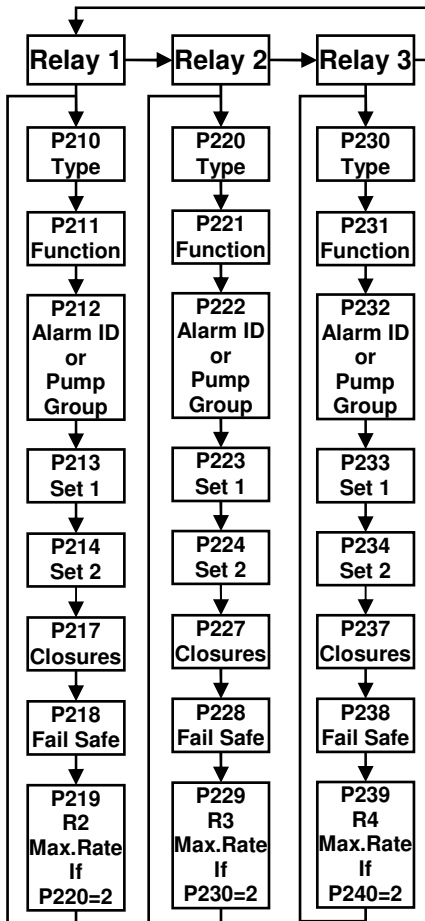 Relay 1
Relay 2
Relay 3
P210
Type
P211
Function
P212
Alarm ID
or
Pump
Group
P213
Set 1
P214
Set 2
P217
Closures
P218
Fail Safe
P219
R2
Max.Rate
If
P220=2
P220
Type
P221
Function
P222
Alarm ID
or
Pump
Group
P223
Set 1
P224
Set 2
P227
Closures
P228
Fail Safe
P229
R3
Max.Rate
If
P230=2
P230
Type
P231
Function
P232
Alarm ID
or
Pump
Group
P233
Set 1
P234
Set 2
P237
Closures
P238
Fail Safe
P239
R4
Max.Rate
If
P240=2